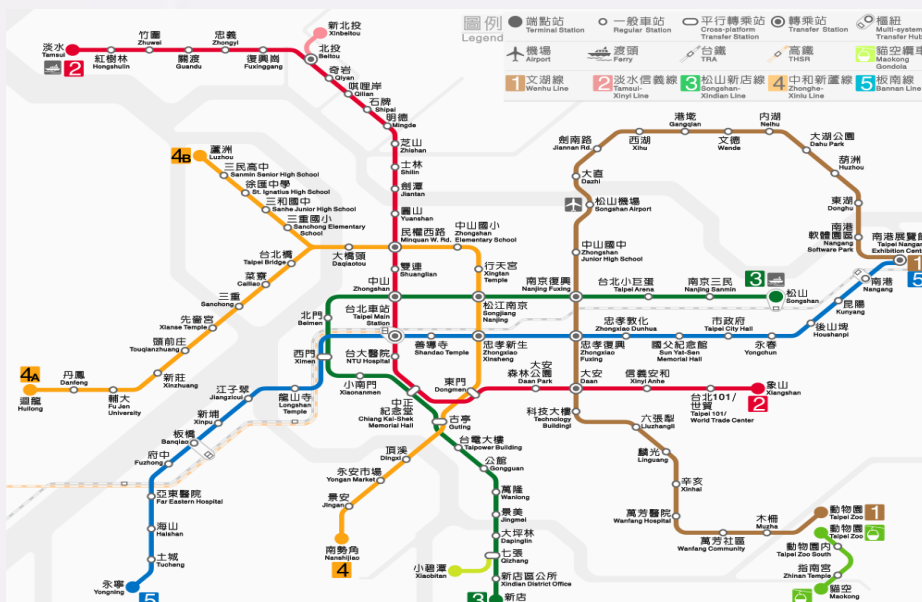 圖例
Legend
端點站
Terminal Station
一般車站
Regular Station
平行轉乘站
Cross-platform
Transfer Station
轉乘站
Transfer Station
樞紐
Multi-system
Transfer Hub
機場
Airport
渡頭
Ferry
台鐵
TRA
高鐵
THSR
貓空纜車
Maokong
Gondola
1 文湖線
Wenhu Line
2 淡水信義線
Tamsui-
Xinyi Line
3 松山新店線
Songshan-
Xindian Line
4 中和新蘆線
Zhonghe-
Xinlu Line
5 板南線
Bannan Line
新北投
Xinbeitou
淡水
Tamsui
2
紅樹林
Hongshulin
竹圍
Zhuwei
關渡
Guandu
忠義
Zhongyi
復興崗
Fuxinggang
北投
Beitou
奇岩
Qiyan
唭哩岸
Qilian
石牌
Shipai
明德
Mingde
芝山
Zhishan
士林
Shilin
劍潭
Jiantan
圓山
Yuanshan
民權西路
Minquan W. Rd.
雙連
Shuanglian
中山
Zhongshan
台北車站
Taipei Main
Station
台大醫院
NTU Hospital
中正
紀念堂
Chiang Kai-Shek
Memorial Hall
東門
Dongmen
大安
森林公園
Daan Park
大安
Daan
信義安和
Xinyi Anhe
台北101/
世貿
Taipei 101/
World Trade Center
象山
Xiangshan
2
4B
蘆洲
Luzhou
三民高中
Sanmin Senior High School
徐匯中學
St. Ignatius High School
三和國中
Sanhe Junior High School
三重國小
Sanchong Elementary
School
大橋頭
Daqiaotou
台北橋
Taipei Bridge
菜寮
Cailiao
三重
Sanchong
先嗇宮
Xianse Temple
頭前庄
Touqianzhuang
新莊
Xinzhuang
輔大
Fu Jen
University
丹鳳
Danfeng
4A
迴龍
Huilong
中山國小
Zhongshan
Elementary School
行天宮
Xingtian
Temple
松江南京
Songjiang
Nanjing
忠孝新生
Zhongxiao
Xinsheng
古亭
Guting
頂溪
Dingxi
永安市場
Yongan Market
景安
Jingan
南勢角
Nanshijiao
4
3
松山
Songshan
南京三民
Nanjing Sanmin
台北小巨蛋
Taipei Arena
南京復興
Nanjing Fuxing
北門
Beimen
西門
Ximen
小南門
Xiaonanmen
台電大樓
Taipower Building
公館
Gongguan
萬隆
Wanlong
景美
Jingmei
大坪林
Dapinglin
七張
Qizhang
小碧潭
Xiaobitan
新店區公所
Xindian District Office
3
新店
劍南路
Jiannan Rd.
西湖
Xihu
港墘
Gangqian
文德
Wende
內湖
Neihu
大湖公園
Dahu Park
葫洲
Huzhou
東湖
Donghu
南港
軟體園區
Nangang
Software Park
南港展覽館
Taipei Nangang
Exhibition Center
1
5
大直
Dazhi
松山機場
Songshan Airport
中山國中
Zhongshan
Junior High School
忠孝復興
Zhongxiao
Fuxing
科技大樓
Technology
Building
六張犁
Liuzhangli
麟光
Linguang
辛亥
Xinhai
萬芳醫院
Wanfang Hospital
萬芳社區
Wanfang Community
木柵
Muzha
動物園
Taipei Zoo
1
動物園
Taipei Zoo
動物園內
Taipei Zoo South
指南宮
Zhinan Temple
貓空
Maokong
南港
Nangang
昆陽
Kunyang
後山埤
Houshanpi
永春
Yongchun
市政府
Taipei City Hall
國父紀念館
Sun Yat-Sen
Memorial Hall
忠孝敦化
Zhongxiao Dunhua
善導寺
Shandao Temple
龍山寺
Longshan
Temple
江子翠
Jiangzicui
新埔
Xinpu
板橋
Banqiao
府中
Fuzhong
亞東醫院
Far Eastern Hospital
海山
Haishan
土城
Tucheng
永寧
Yongning
5